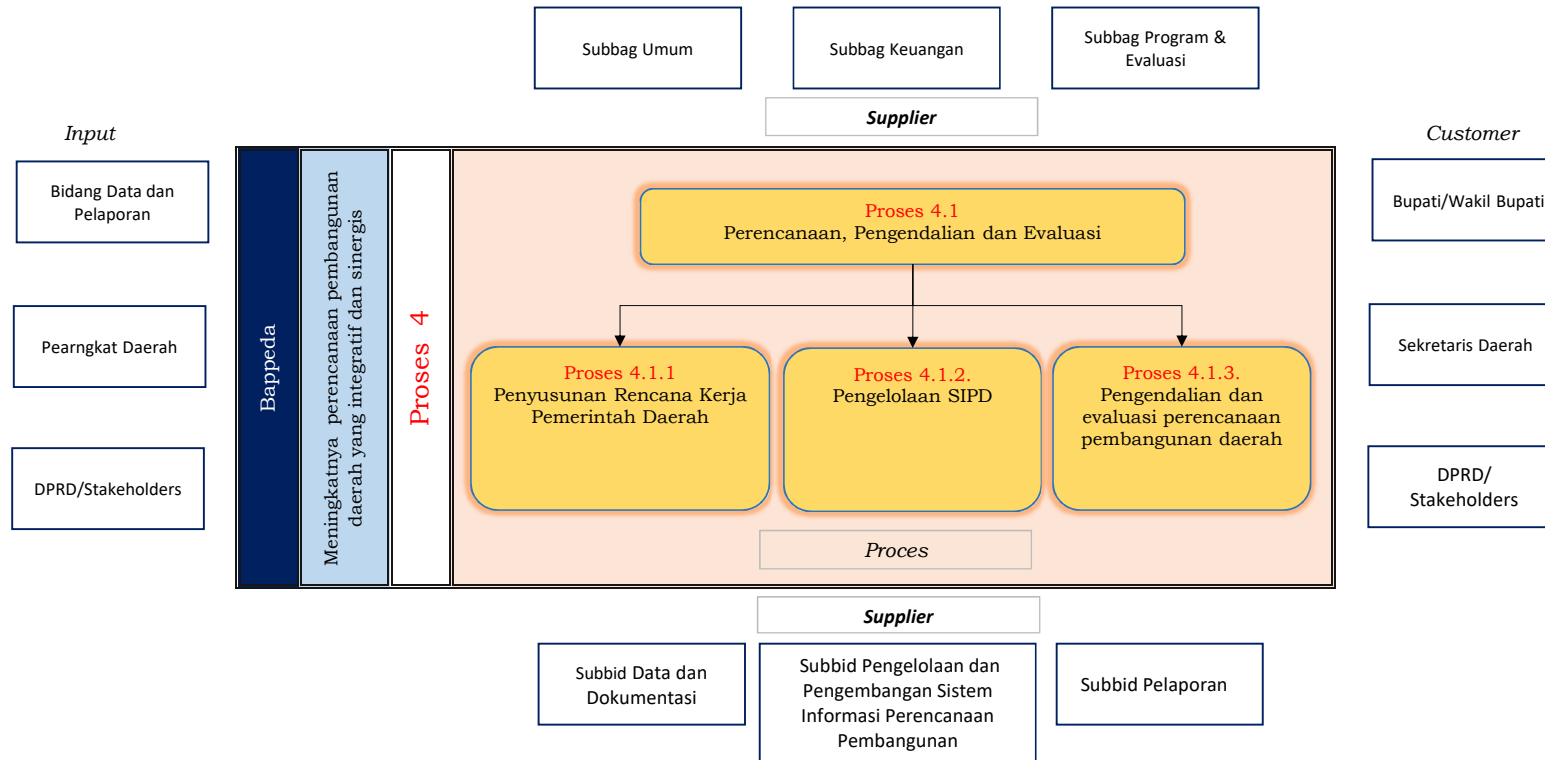 Subbag Umum
Subbag Keuangan
Subbag Program &
Evaluasi
Supplier
Input
Customer
Bidang Data dan
Pelaporan
Pearngkat Daerah
DPRD/Stakeholders
Bappeda
Meningkatnya perencanaan pembangunan
daerah yang integratif dan sinergis
Proses 4
Proses 4.1
Perencanaan, Pengendalian dan Evaluasi
Proses 4.1.1
Penyusunan Rencana Kerja
Pemerintah Daerah
Proses 4.1.2.
Pengelolaan SIPD
Proses 4.1.3.
Pengendalian dan
evaluasi perencanaan
pembangunan daerah
Proces
Bupati/Wakil Bupati
Sekretaris Daerah
DPRD/
Stakeholders
Supplier
Subbid Data dan
Dokumentasi
Subbid Pengelolaan dan
Pengembangan Sistem
Informasi Perencanaan
Pembangunan
Subbid Pelaporan